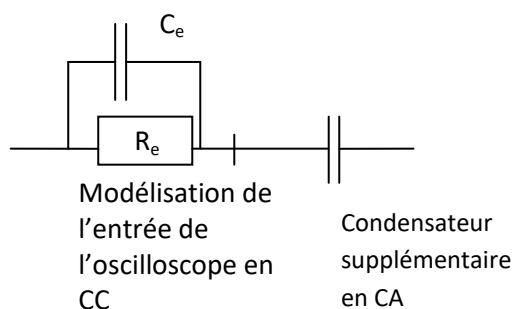 Ce
Re
Modélisation de
l’entrée de
l’oscilloscope en
CC
Condensateur
supplémentaire
en CA